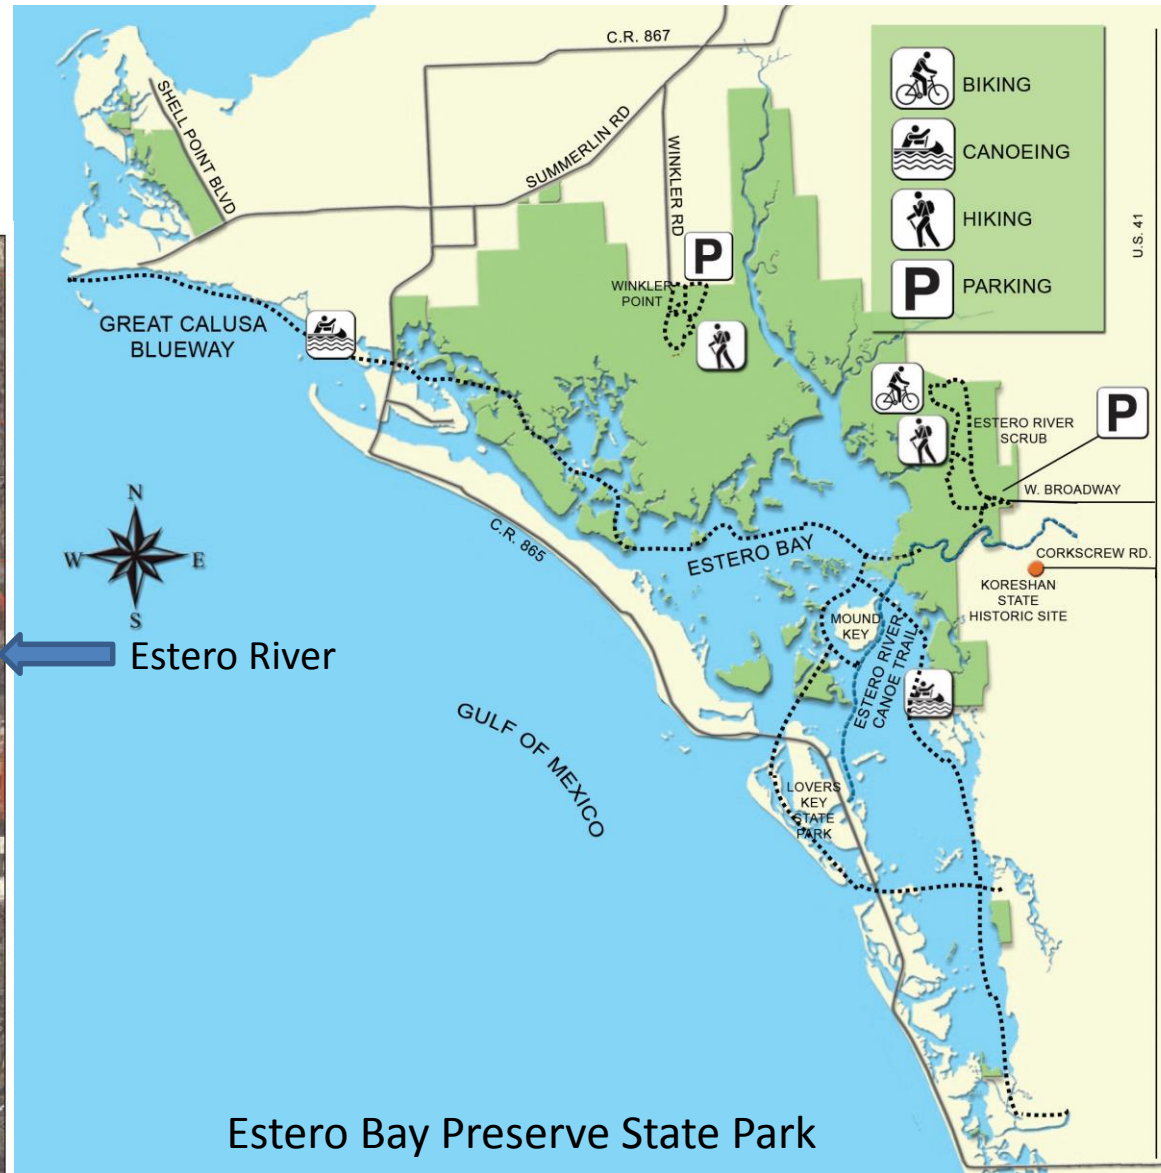 C.R. 867
SHELL POINT BLVD
SUMMERLIN RD
WINKLER RD
BIKING
CANOEING
HIKING
P
PARKING
U.S. 41
P
WINKLER
POINT
GREAT CALUSA
BLUEWAY
P
ESTERO RIVER
SCRUB
W. BROADWAY
N
W
E
S
C.R. 865
ESTERO BAY
CORKSCREW RD.
KORESHAN
STATE
HISTORIC SITE
MOUND
KEY
ESTERO RIVER
CANOE TRAIL
Estero River
GULF OF MEXICO
LOVERS
KEY
STATE
PARK
Estero Bay Preserve State Park